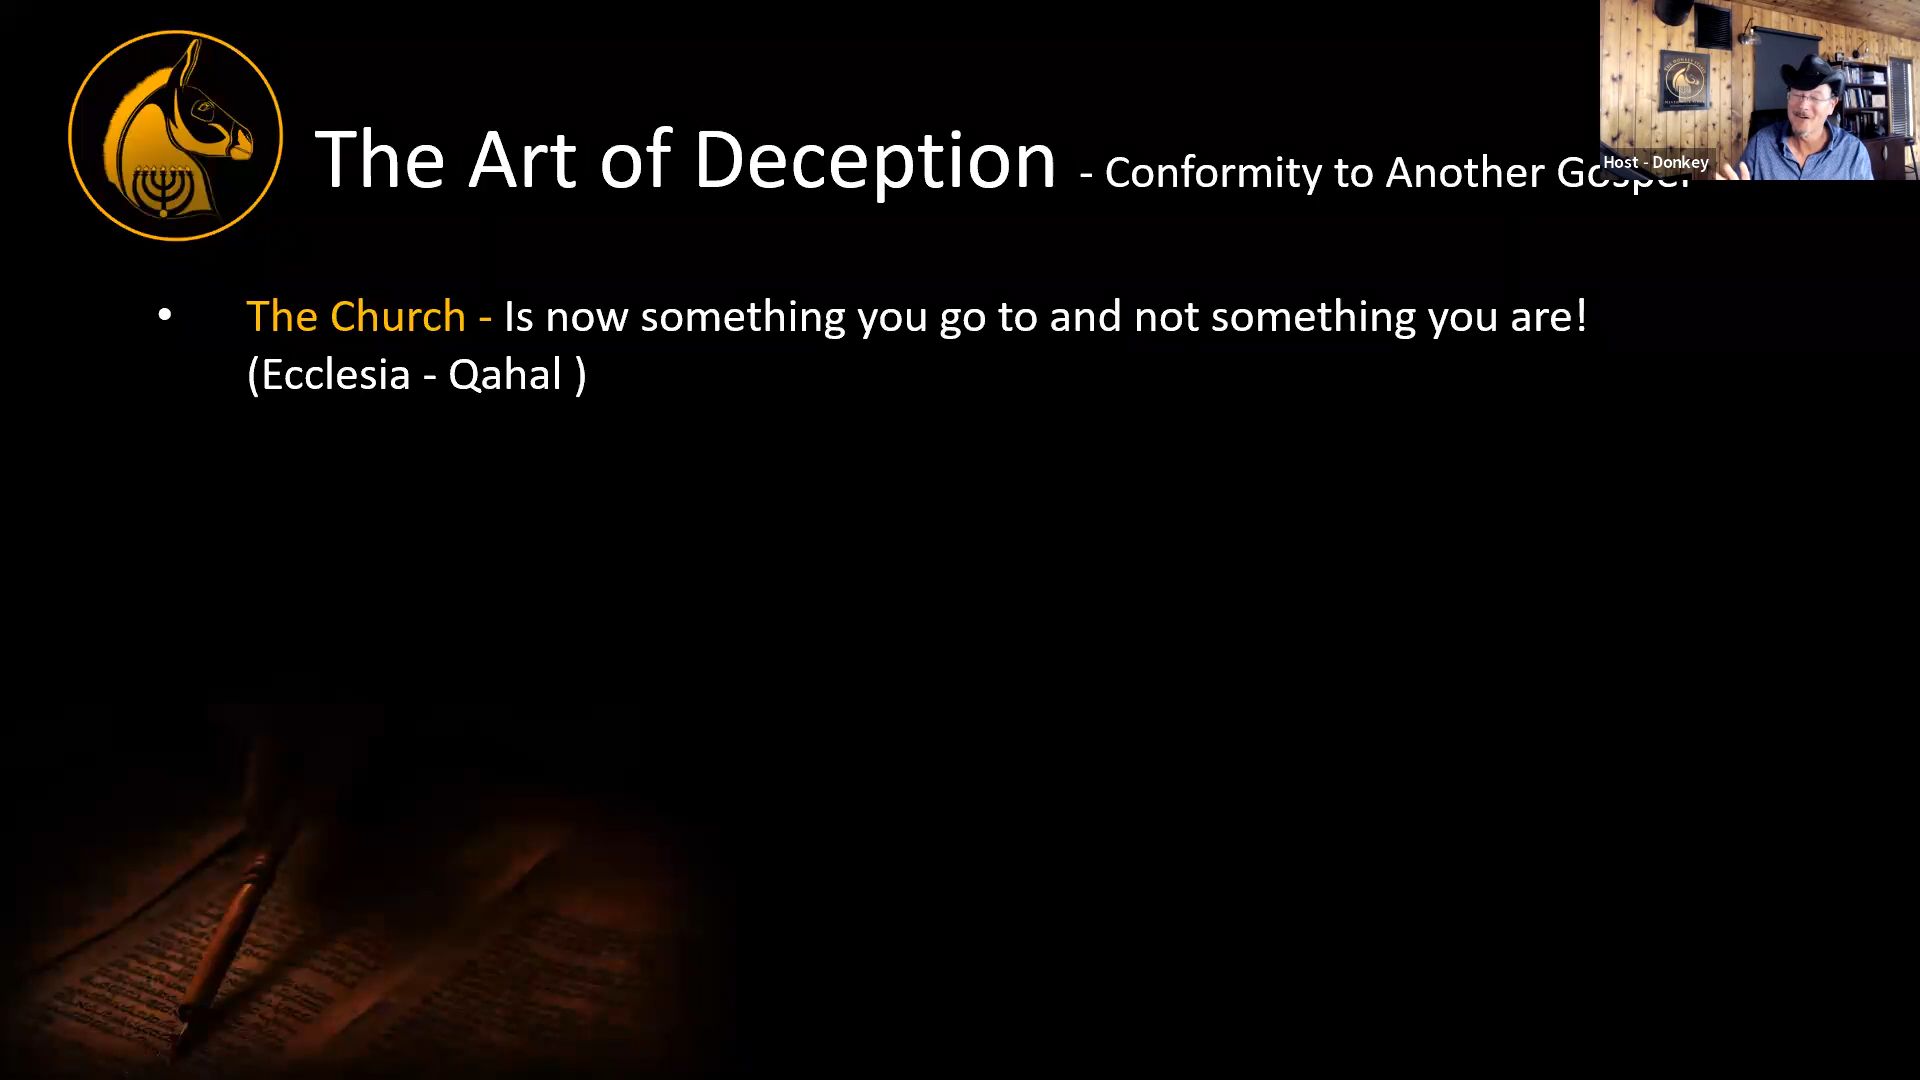 The Art of Deception - Conformity to Another Gospel
Host - Donkey
• The Church - Is now something you go to and not something you are!
(Ecclesia - Qahal )